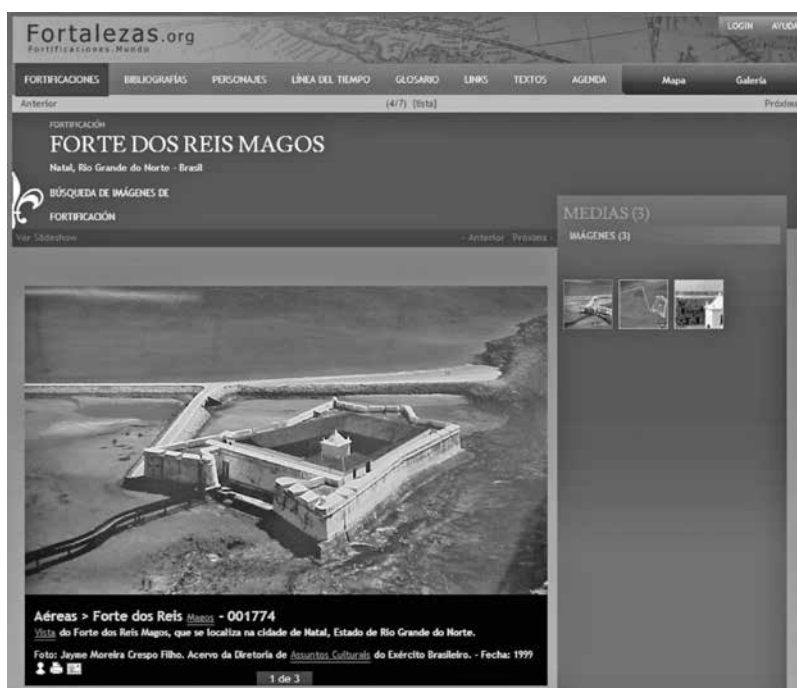 Fortalezas.org
Fortificaciones.Mundo
LOGIN AYUDA
FORTIFICACIONES BIBLIOGRAFÍAS PERSONAJES LÍNEA DEL TIEMPO GLOSARIO LINKS TEXTOS AGENDA Mapa Galería
Anterior (4/7) [lista] Próxima
FORTIFICACIÓN
FORTE DOS REIS MAGOS
Natal, Rio Grande do Norte - Brasil
BÚSQUEDA DE IMÁGENES DE
FORTIFICACIÓN
Ver Slideshow - Anterior Próxima -
MEDIAS (3)
IMÁGENES (3)
Aéreas > Forte dos Reis Magos - 001774
Vista do Forte dos Reis Magos, que se localiza na cidade de Natal, Estado de Rio Grande do Norte.
Foto: Jayme Moreira Crespo Filho. Acervo da Diretoria de Assuntos Culturais do Exército Brasileiro. - Fecha: 1999
1 de 3